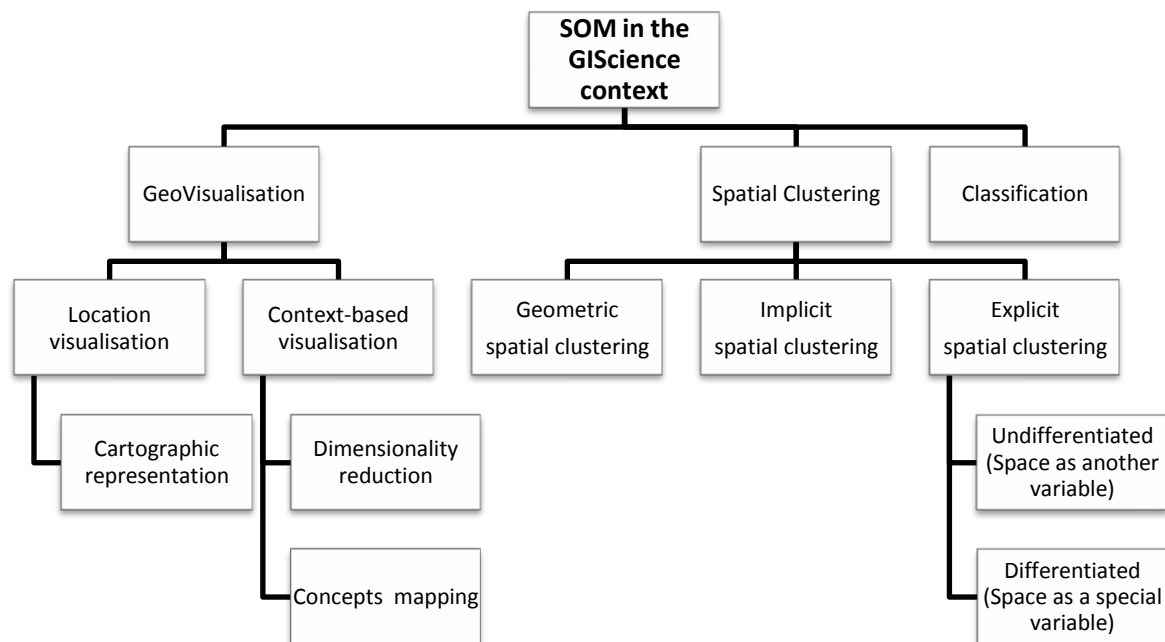 SOM in the
GIScience
context
GeoVisualisation
Spatial Clustering
Classification
Location
visualisation
Context-based
visualisation
Geometric
spatial clustering
Implicit
spatial clustering
Explicit
spatial clustering
Cartographic
representation
Dimensionality
reduction
Undifferentiated
(Space as another
variable)
Concepts mapping
Differentiated
(Space as a special
variable)